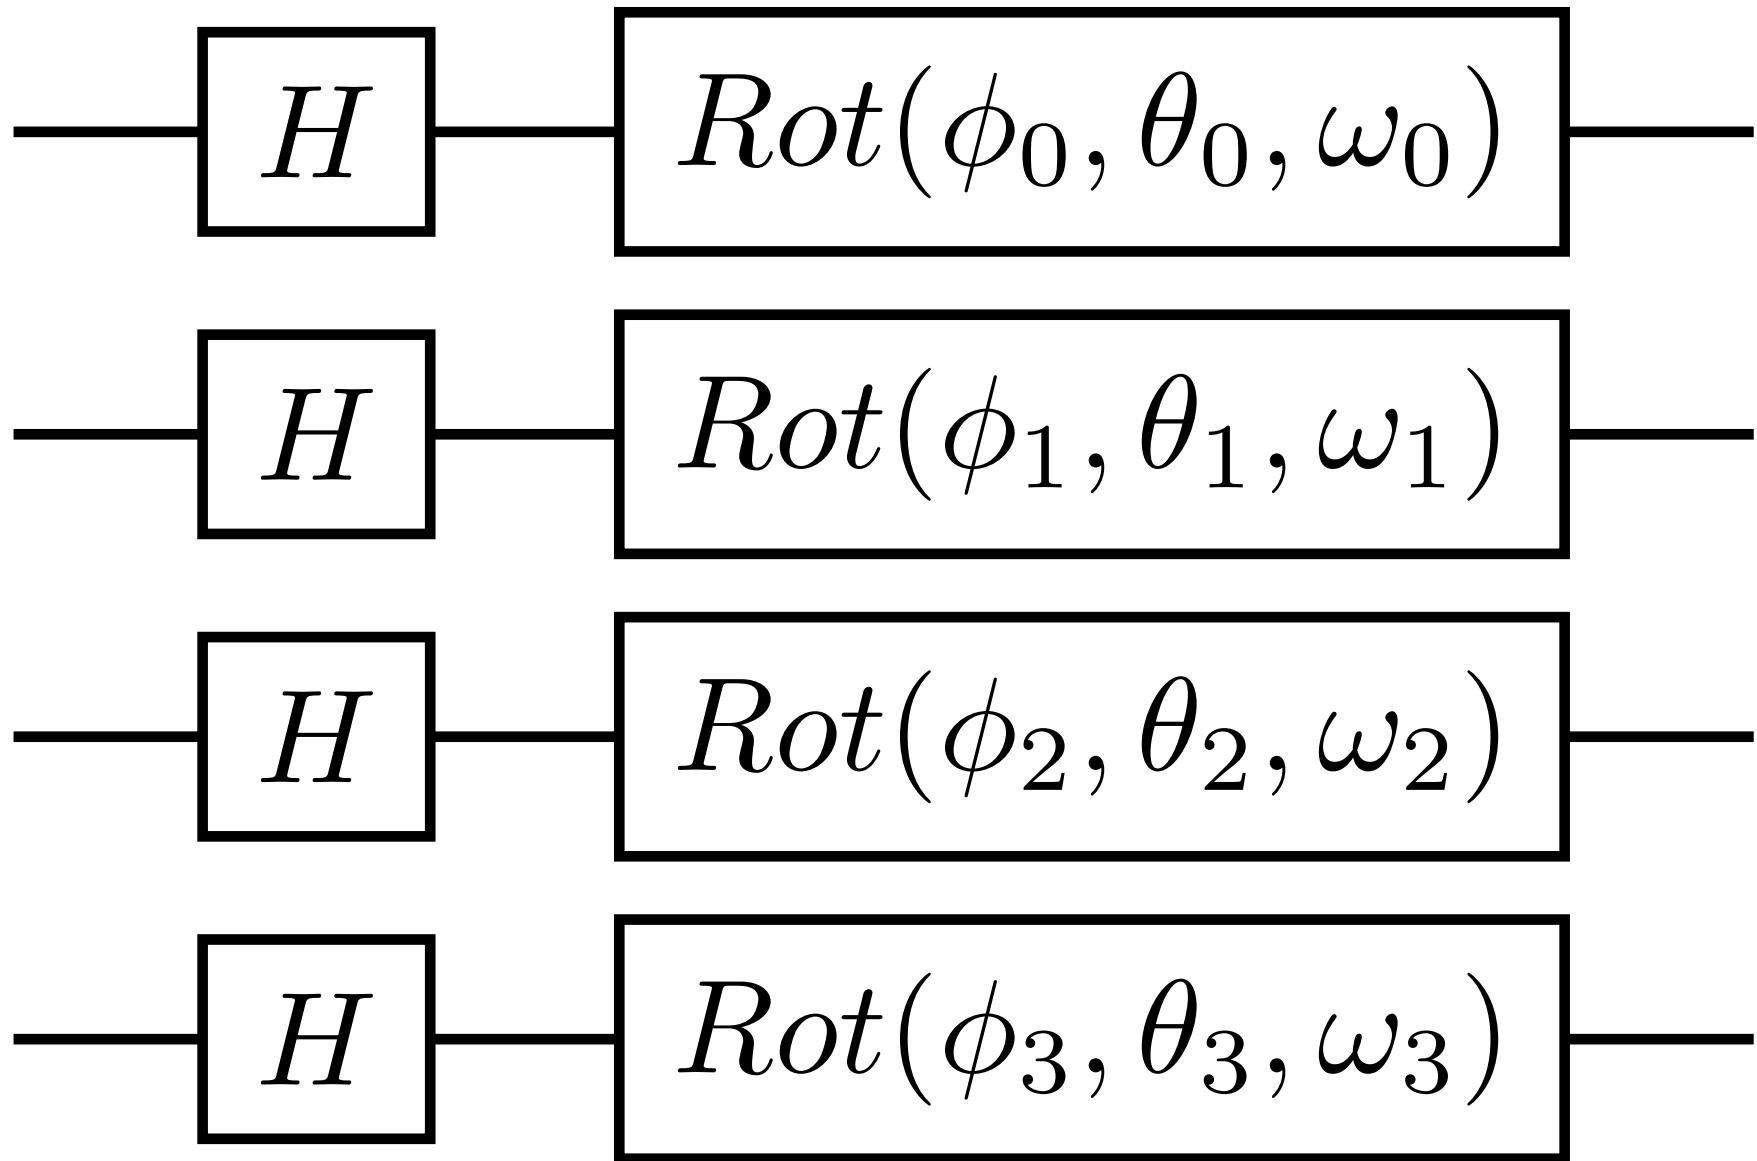 H Rot(ϕ₀, θ₀, ω₀)
H Rot(ϕ₁, θ₁, ω₁)
H Rot(ϕ₂, θ₂, ω₂)
H Rot(ϕ₃, θ₃, ω₃)